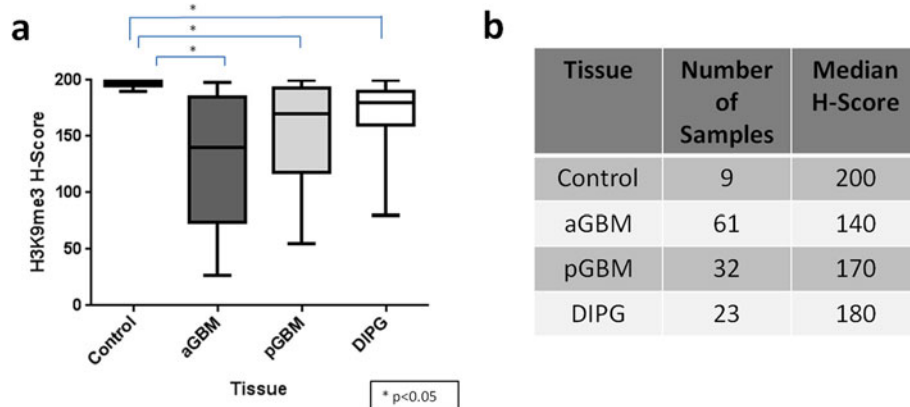 a
*
*
*
H3K9me3 H-Score
200
150
100
50
0
Control
aGBM
pGBM
DIPG
Tissue
* p<0.05
b
Tissue Number of Samples Median H-Score
Control 9 200
aGBM 61 140
pGBM 32 170
DIPG 23 180